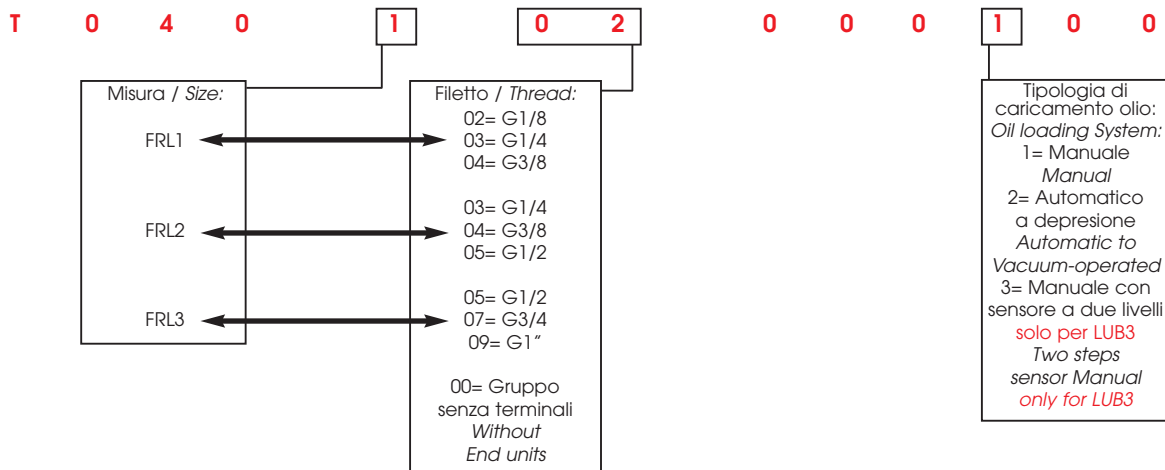 T 0 4 0 1 0 2 0 0 0 1 0 0
Misura / Size:
FRL1
FRL2
FRL3
Filetto / Thread:
02= G1/8
03= G1/4
04= G3/8
03= G1/4
04= G3/8
05= G1/2
05= G1/2
07= G3/4
09= G1"
00= Gruppo
senza terminali
Without
End units
Tipologia di
caricamento olio:
Oil loading System:
1= Manuale
Manual
2= Automatico
a depresione
Automatic to
Vacuum-operated
3= Manuale con
sensore a due livelli
solo per LUB3
Two steps
sensor Manual
only for LUB3